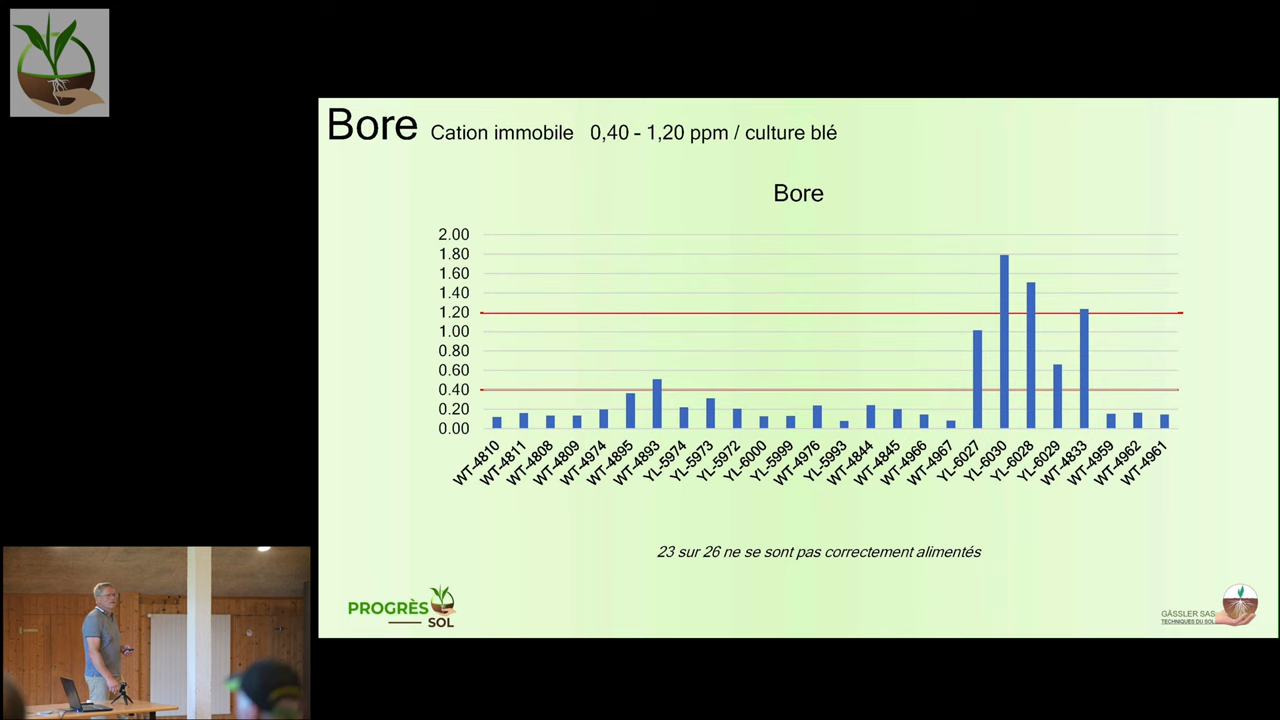 Bore Cation immobile 0,40 - 1,20 ppm / culture blé
Bore
2.00
1.80
1.60
1.40
1.20
1.00
0.80
0.60
0.40
0.20
0.00
WT-4810
WT-4811
WT-4808
WT-4809
WT-4974
WT-4895
WT-4893
YL-5974
YL-5973
YL-5972
YL-6000
YL-5999
WT-4976
YL-5993
WT-4844
WT-4845
WT-4966
WT-4967
YL-6027
YL-6030
YL-6028
YL-6029
WT-4833
WT-4959
WT-4962
WT-4961
23 sur 26 ne se sont pas correctement alimentés
PROGRÈS
SOL
GÄSSLER SAS
TECHNIQUES DU SOL